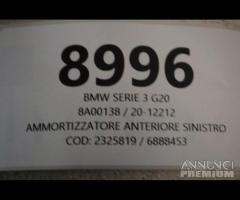 8996
BMW SERIE 3 G20
8A00138 / 20-12212
AMMORTIZZATORE ANTERIORE SINISTRO
COD: 2325819 / 6888453
ANNUNCI
PREMIUM